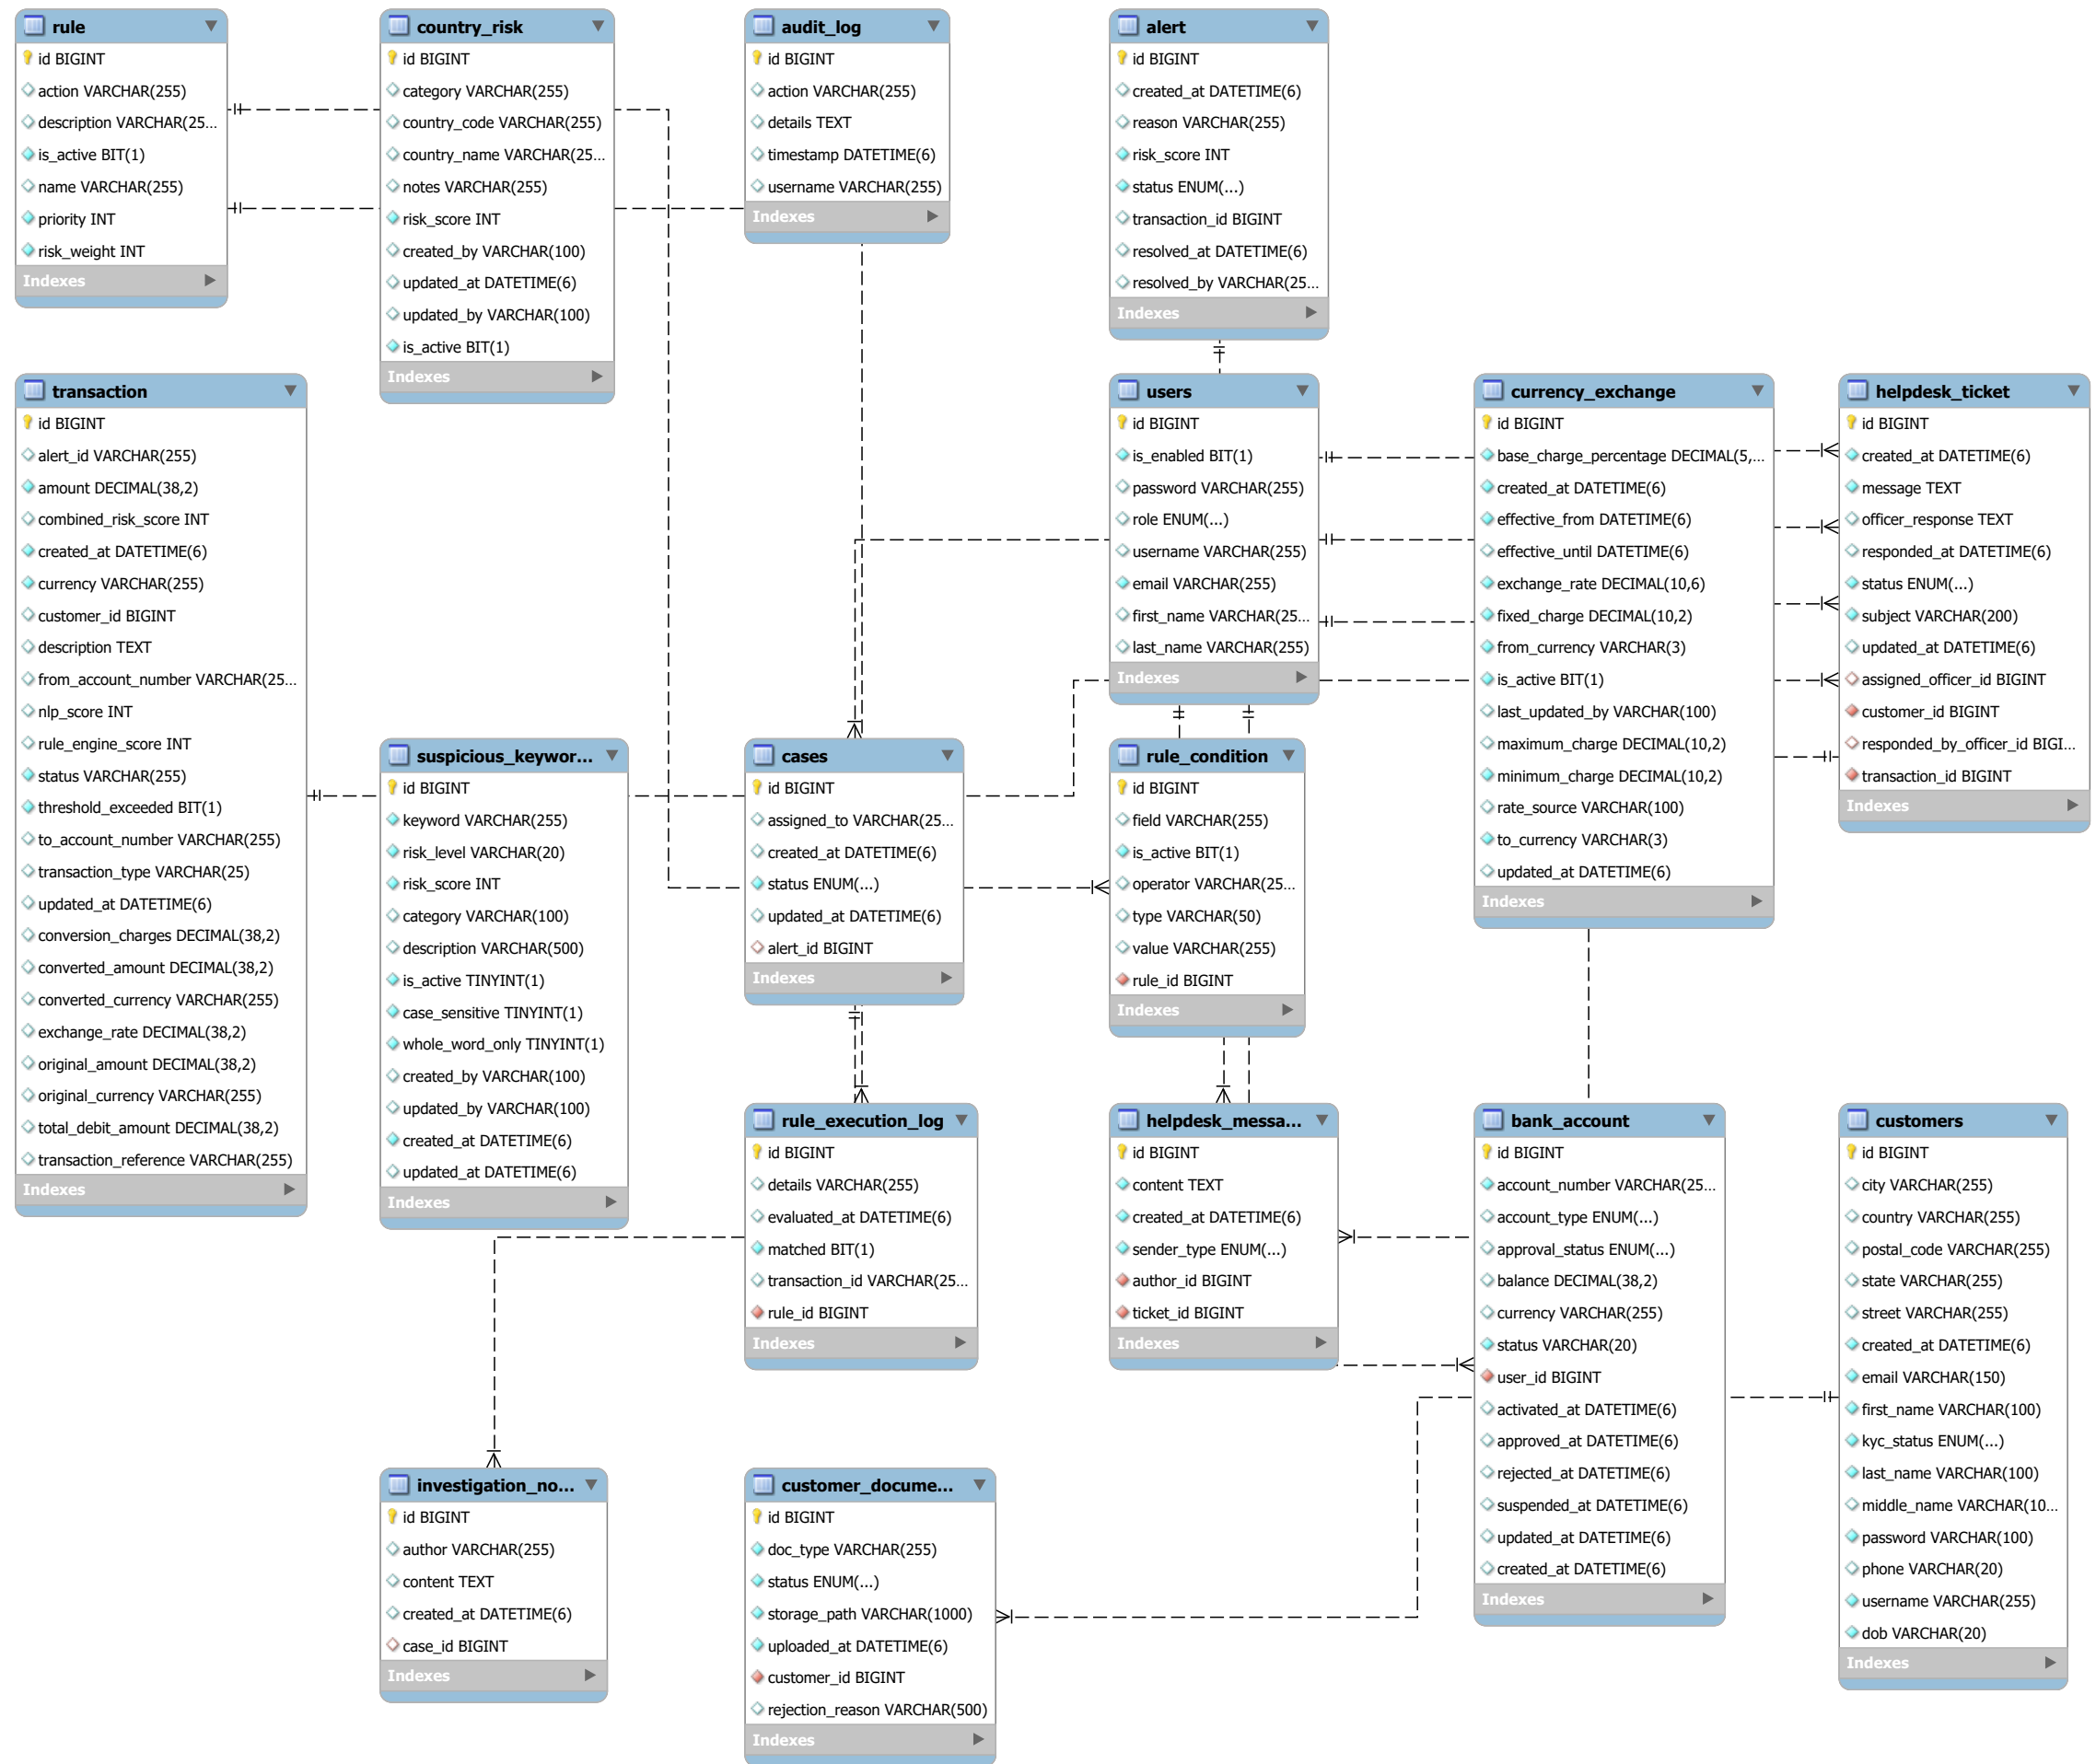 rule
id BIGINT
action VARCHAR(255)
description VARCHAR(25...
is_active BIT(1)
name VARCHAR(255)
priority INT
risk_weight INT
Indexes
country_risk
id BIGINT
category VARCHAR(255)
country_code VARCHAR(255)
country_name VARCHAR(25...
notes VARCHAR(255)
risk_score INT
created_by VARCHAR(100)
updated_at DATETIME(6)
updated_by VARCHAR(100)
is_active BIT(1)
Indexes
audit_log
id BIGINT
action VARCHAR(255)
details TEXT
timestamp DATETIME(6)
username VARCHAR(255)
Indexes
alert
id BIGINT
created_at DATETIME(6)
reason VARCHAR(255)
risk_score INT
status ENUM(...)
transaction_id BIGINT
resolved_at DATETIME(6)
resolved_by VARCHAR(25...
Indexes
transaction
id BIGINT
alert_id VARCHAR(255)
amount DECIMAL(38,2)
combined_risk_score INT
created_at DATETIME(6)
currency VARCHAR(255)
customer_id BIGINT
description TEXT
from_account_number VARCHAR(25...
nlp_score INT
rule_engine_score INT
status VARCHAR(255)
threshold_exceeded BIT(1)
to_account_number VARCHAR(255)
transaction_type VARCHAR(25)
updated_at DATETIME(6)
conversion_charges DECIMAL(38,2)
converted_amount DECIMAL(38,2)
converted_currency VARCHAR(255)
exchange_rate DECIMAL(38,2)
original_amount DECIMAL(38,2)
original_currency VARCHAR(255)
total_debit_amount DECIMAL(38,2)
transaction_reference VARCHAR(255)
Indexes
users
id BIGINT
is_enabled BIT(1)
password VARCHAR(255)
role ENUM(...)
username VARCHAR(255)
email VARCHAR(255)
first_name VARCHAR(25...
last_name VARCHAR(255)
Indexes
currency_exchange
id BIGINT
base_charge_percentage DECIMAL(5,...
created_at DATETIME(6)
effective_from DATETIME(6)
effective_until DATETIME(6)
exchange_rate DECIMAL(10,6)
fixed_charge DECIMAL(10,2)
from_currency VARCHAR(3)
is_active BIT(1)
last_updated_by VARCHAR(100)
maximum_charge DECIMAL(10,2)
minimum_charge DECIMAL(10,2)
rate_source VARCHAR(100)
to_currency VARCHAR(3)
updated_at DATETIME(6)
Indexes
helpdesk_ticket
id BIGINT
created_at DATETIME(6)
message TEXT
officer_response TEXT
responded_at DATETIME(6)
status ENUM(...)
subject VARCHAR(200)
updated_at DATETIME(6)
assigned_officer_id BIGINT
customer_id BIGINT
responded_by_officer_id BIGI...
transaction_id BIGINT
Indexes
suspicious_keywor...
id BIGINT
keyword VARCHAR(255)
risk_level VARCHAR(20)
risk_score INT
category VARCHAR(100)
description VARCHAR(500)
is_active TINYINT(1)
case_sensitive TINYINT(1)
whole_word_only TINYINT(1)
created_by VARCHAR(100)
updated_by VARCHAR(100)
created_at DATETIME(6)
updated_at DATETIME(6)
Indexes
cases
id BIGINT
assigned_to VARCHAR(25...
created_at DATETIME(6)
status ENUM(...)
updated_at DATETIME(6)
alert_id BIGINT
Indexes
rule_condition
id BIGINT
field VARCHAR(255)
is_active BIT(1)
operator VARCHAR(25...
type VARCHAR(50)
value VARCHAR(255)
rule_id BIGINT
Indexes
rule_execution_log
id BIGINT
details VARCHAR(255)
evaluated_at DATETIME(6)
matched BIT(1)
transaction_id VARCHAR(25...
rule_id BIGINT
Indexes
helpdesk_messa...
id BIGINT
content TEXT
created_at DATETIME(6)
sender_type ENUM(...)
author_id BIGINT
ticket_id BIGINT
Indexes
bank_account
id BIGINT
account_number VARCHAR(25...
account_type ENUM(...)
approval_status ENUM(...)
balance DECIMAL(38,2)
currency VARCHAR(255)
status VARCHAR(20)
user_id BIGINT
activated_at DATETIME(6)
approved_at DATETIME(6)
rejected_at DATETIME(6)
suspended_at DATETIME(6)
updated_at DATETIME(6)
created_at DATETIME(6)
Indexes
customers
id BIGINT
city VARCHAR(255)
country VARCHAR(255)
postal_code VARCHAR(255)
state VARCHAR(255)
street VARCHAR(255)
created_at DATETIME(6)
email VARCHAR(150)
first_name VARCHAR(100)
kyc_status ENUM(...)
last_name VARCHAR(100)
middle_name VARCHAR(10...
password VARCHAR(100)
phone VARCHAR(20)
username VARCHAR(255)
dob VARCHAR(20)
Indexes
investigation_no...
id BIGINT
author VARCHAR(255)
content TEXT
created_at DATETIME(6)
case_id BIGINT
Indexes
customer_docume...
id BIGINT
doc_type VARCHAR(255)
status ENUM(...)
storage_path VARCHAR(1000)
uploaded_at DATETIME(6)
customer_id BIGINT
rejection_reason VARCHAR(500)
Indexes